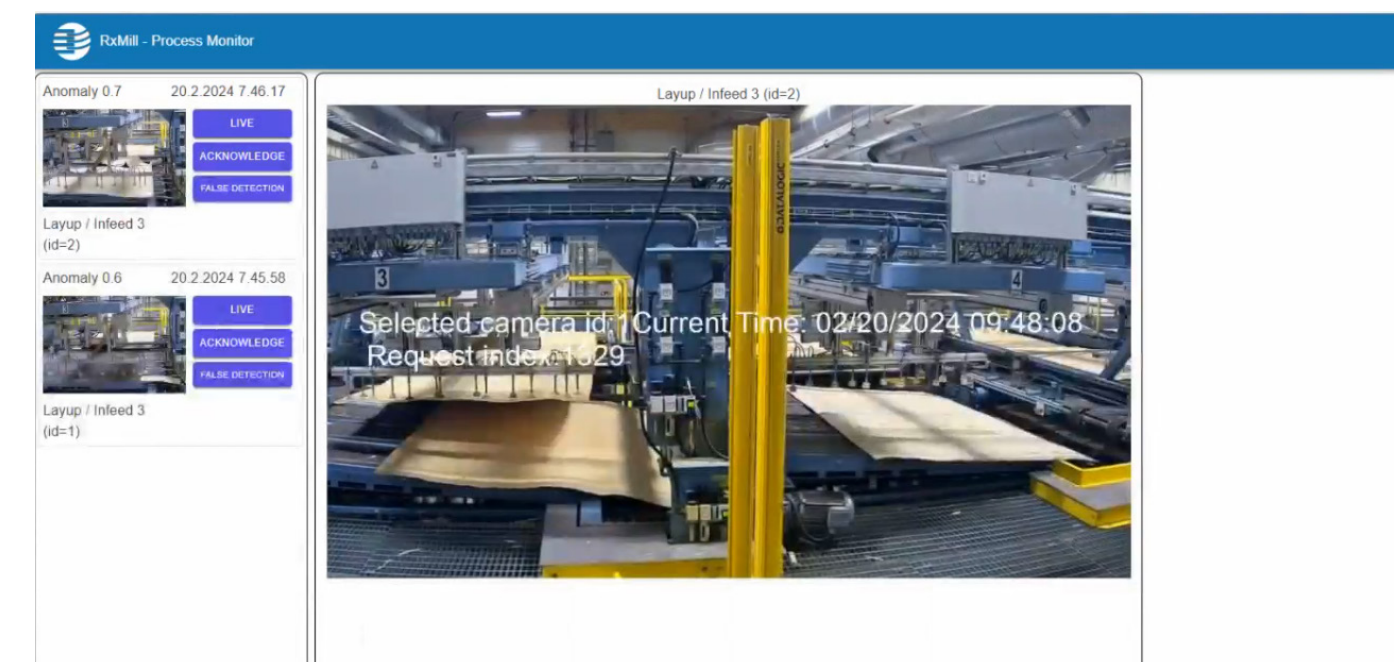 RxMill - Process Monitor
Anomaly 0.7 20.2.2024 7.46.17
LIVE
ACKNOWLEDGE
FALSE DETECTION
Layup / Infeed 3
(id=2)
Anomaly 0.6 20.2.2024 7.45.58
LIVE
ACKNOWLEDGE
FALSE DETECTION
Layup / Infeed 3
(id=1)
Layup / Infeed 3 (id=2)
DATALOGIC
3
4
Selected camera id:1Current Time: 02/20/2024 09:48:08
Request index:1329